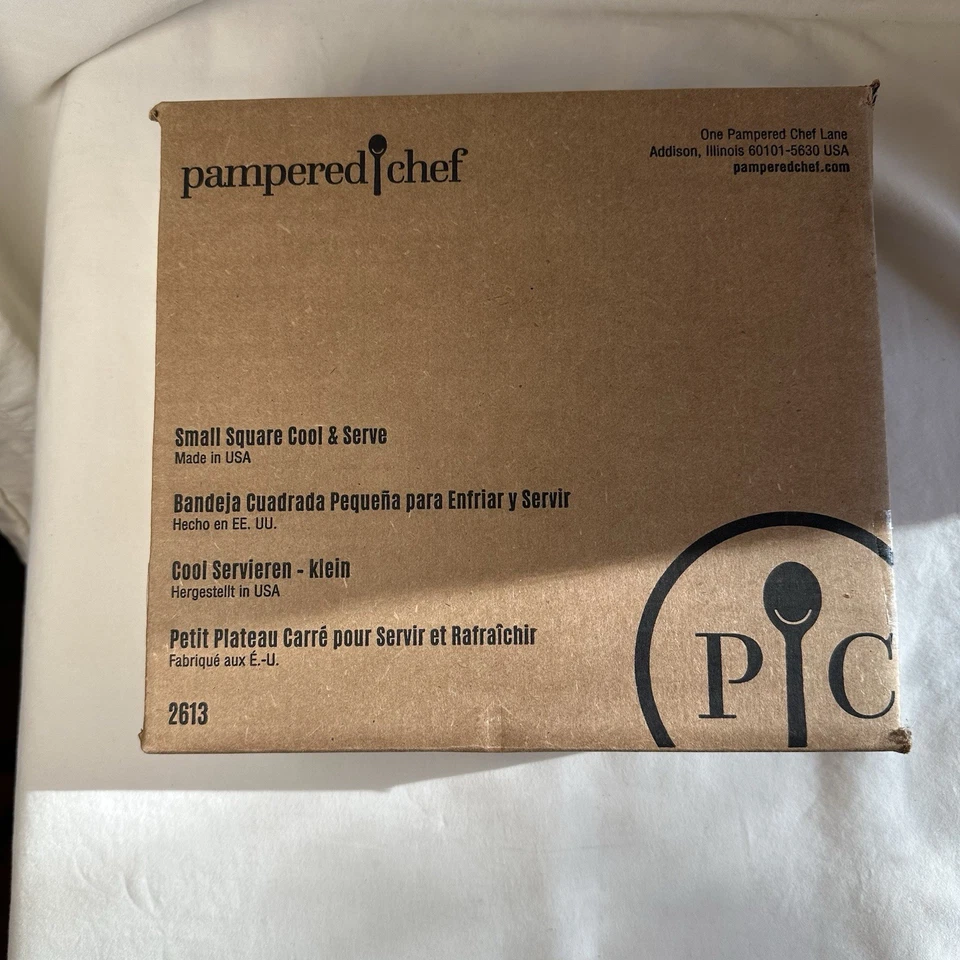 pampered chef
One Pampered Chef Lane
Addison, Illinois 60101-5630 USA
pamperedchef.com
Small Square Cool & Serve
Made in USA
Bandeja Cuadrada Pequeña para Enfriar y Servir
Hecho en EE. UU.
Cool Servieren - klein
Hergestellt in USA
Petit Plateau Carré pour Servir et Rafraîchir
Fabriqué aux É.-U.
2613
P C